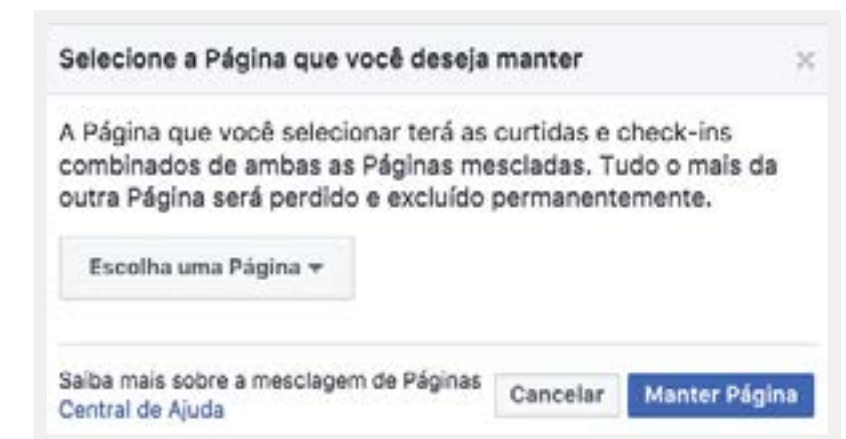 Selecione a Página que você deseja manter
A Página que você selecionar terá as curtidas e check-ins
combinados de ambas as Páginas mescladas. Tudo o mais da
outra Página será perdido e excluído permanentemente.
Escolha uma Página
Saiba mais sobre a mesclagem de Páginas
Central de Ajuda
Cancelar
Manter Página